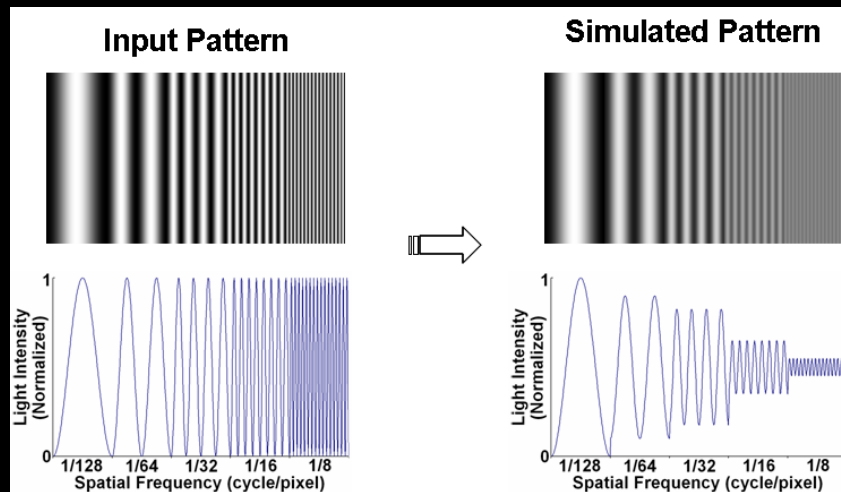 Input Pattern
Simulated Pattern
1
Light Intensity
(Normalized)
0
1/128 1/64 1/32 1/16 1/8
Spatial Frequency (cycle/pixel)
1
Light Intensity
(Normalized)
0
1/128 1/64 1/32 1/16 1/8
Spatial Frequency (cycle/pixel)